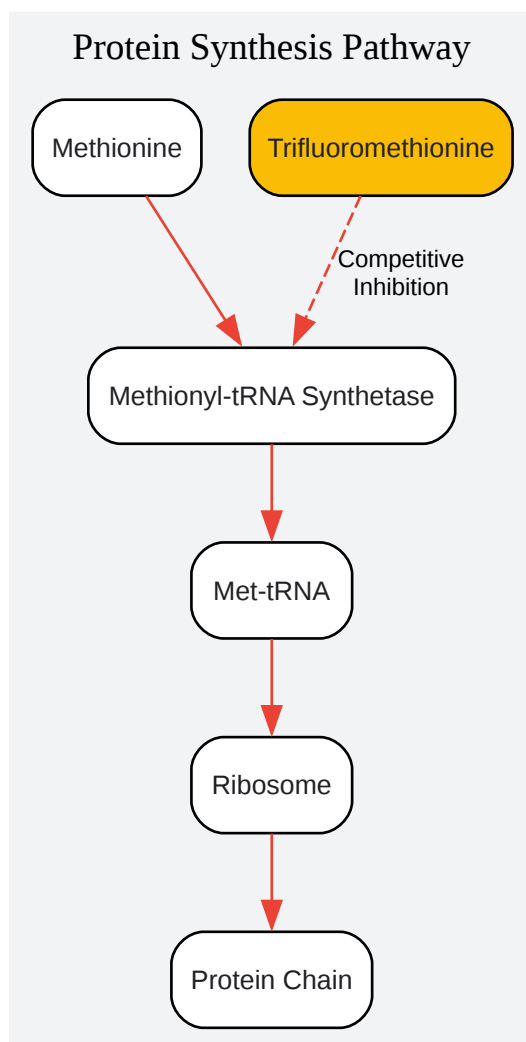 Protein Synthesis Pathway
Methionine
Trifluoromethionine
Competitive
Inhibition
Methionyl-tRNA Synthetase
Met-tRNA
Ribosome
Protein Chain